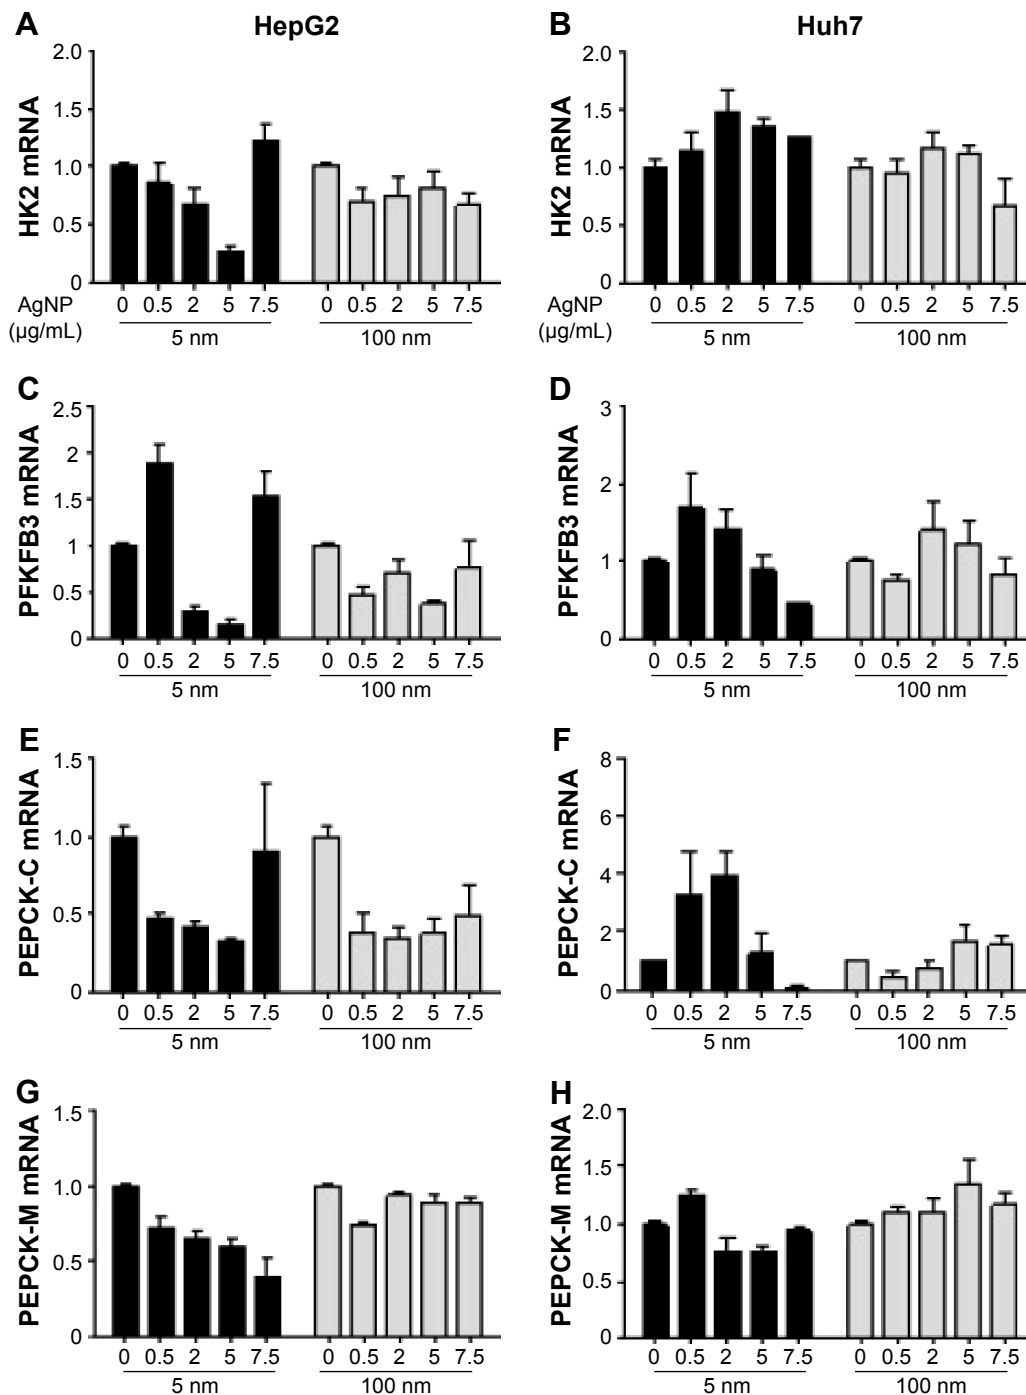 A HepG2 B Huh7
HK2 mRNA
2.0
1.5
1.0
0.5
0
AgNP
(µg/mL)
0 0.5 2 5 7.5 0 0.5 2 5 7.5
5 nm 100 nm
HK2 mRNA
2.0
1.5
1.0
0.5
0
AgNP
(µg/mL)
0 0.5 2 5 7.5 0 0.5 2 5 7.5
5 nm 100 nm
C
PFKFB3 mRNA
2.5
2
1.5
1
0.5
0
0 0.5 2 5 7.5 0 0.5 2 5 7.5
5 nm 100 nm
D
PFKFB3 mRNA
3
2
1
0
0 0.5 2 5 7.5 0 0.5 2 5 7.5
5 nm 100 nm
E
PEPCK-C mRNA
1.5
1.0
0.5
0
0 0.5 2 5 7.5 0 0.5 2 5 7.5
5 nm 100 nm
F
PEPCK-C mRNA
8
6
4
2
0
0 0.5 2 5 7.5 0 0.5 2 5 7.5
5 nm 100 nm
G
PEPCK-M mRNA
1.5
1.0
0.5
0
0 0.5 2 5 7.5 0 0.5 2 5 7.5
5 nm 100 nm
H
PEPCK-M mRNA
2.0
1.5
1.0
0.5
0
0 0.5 2 5 7.5 0 0.5 2 5 7.5
5 nm 100 nm